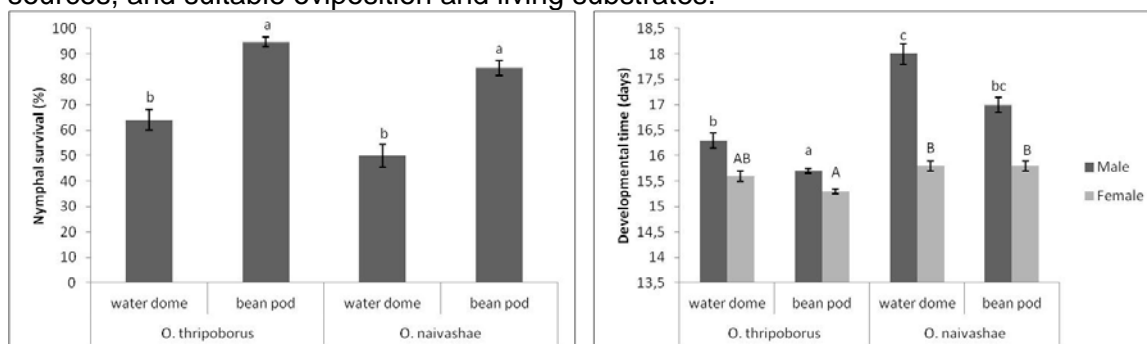 sources, and suitable oviposition and living substrates.
100
90
80
70
60
50
40
30
20
10
0
Nymphal survival (%)
b
a
b
a
water dome
bean pod
water dome
bean pod
O. thripoborus
O. naivashae
18,5
18
17,5
17
16,5
16
15,5
15
14,5
14
13,5
Developmental time (days)
b
AB
a
A
c
B
bc
B
water dome
bean pod
water dome
bean pod
O. thripoborus
O. naivashae
Male
Female